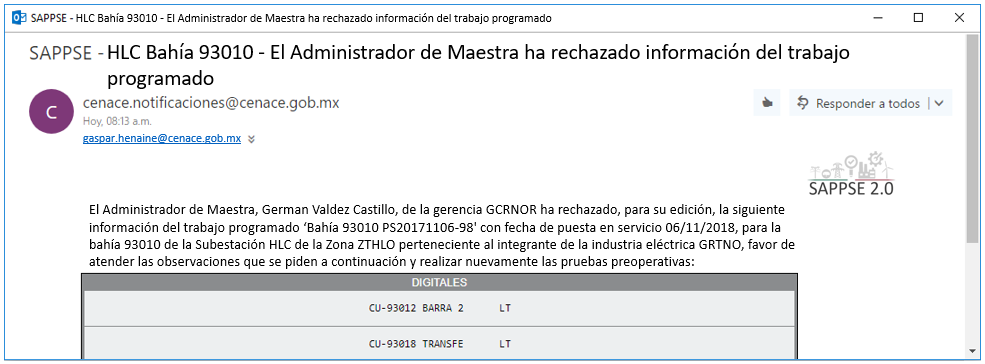 SAPPSE - HLC Bahía 93010 - El Administrador de Maestra ha rechazado información del trabajo programado
SAPPSE - HLC Bahía 93010 - El Administrador de Maestra ha rechazado información del trabajo
programado
C
cenace.notificaciones@cenace.gob.mx
Hoy, 08:13 a.m.
gaspar.henaine@cenace.gob.mx
Responder a todos
SAPPSE 2.0
El Administrador de Maestra, German Valdez Castillo, de la gerencia GCRNOR ha rechazado, para su edición, la siguiente
información del trabajo programado ‘Bahía 93010 PS20171106-98' con fecha de puesta en servicio 06/11/2018, para la
bahía 93010 de la Subestación HLC de la Zona ZTHLO perteneciente al integrante de la industria eléctrica GRTNO, favor de
atender las observaciones que se piden a continuación y realizar nuevamente las pruebas preoperativas:
DIGITALES
CU-93012 BARRA 2 LT
CU-93018 TRANSFE LT